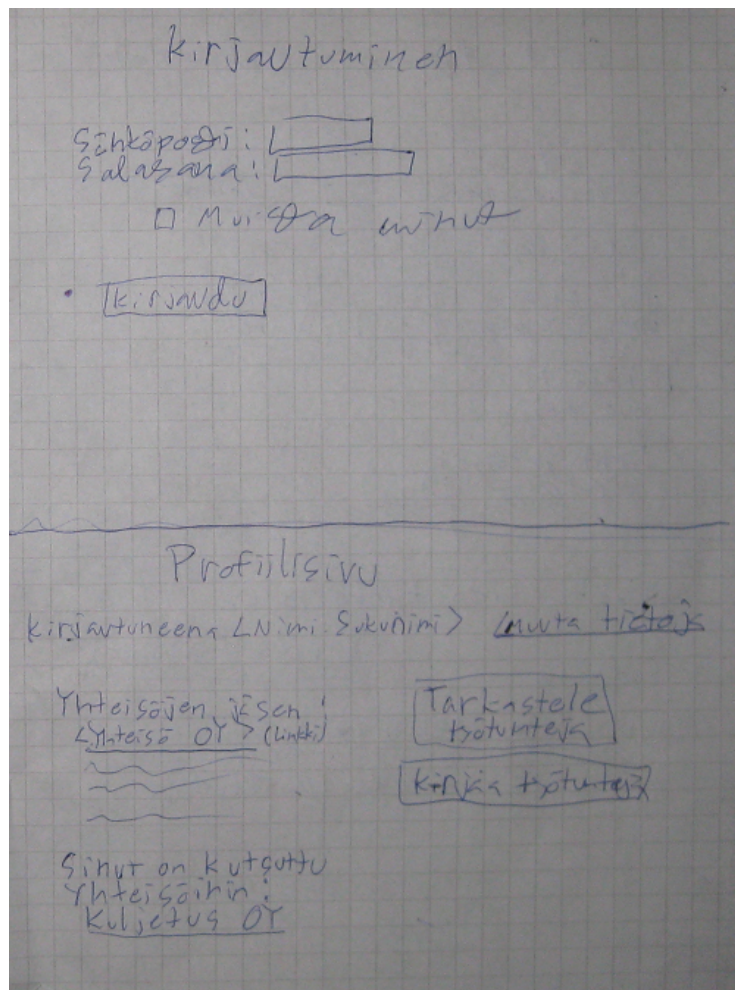 Kirjautuminen
Sähköposti:
Salasana:
Muista minut
Kirjaudu
Profiilisivu
Kirjautuneena <Nimi Sukunimi> Muuta tietoja
Yhteisöjen jäsen:
<Yhteisö OY> (linkki)
Tarkastele
työtunteja
Kirjaa työtunteja
Sinut on kutsuttu
Yhteisöihin:
Kuljetus OY